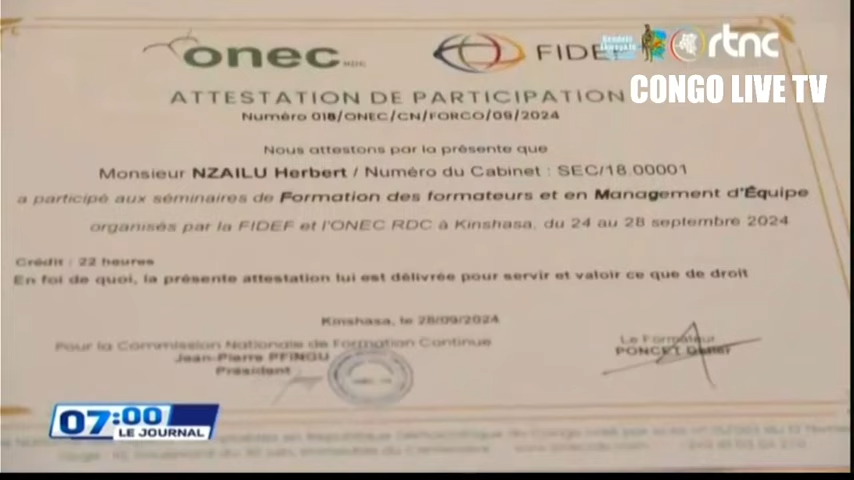 onec RDC
FIDEF
rtnc
CONGO LIVE TV
ATTESTATION DE PARTICIPATION
Numéro 018/ONEC/CN/FORCO/09/2024
Nous attestons par la présente que
Monsieur NZAILU Herbert / Numéro du Cabinet : SEC/18.00001
a participé aux séminaires de Formation des formateurs et en Management d'Équipe
organisés par la FIDEF et l'ONEC RDC à Kinshasa, du 24 au 28 septembre 2024
Crédit : 22 heures
En foi de quoi, la présente attestation lui est délivrée pour servir et valoir ce que de droit
Kinshasa, le 28/09/2024
Pour la Commission Nationale de Formation Continue
Jean-Pierre PFINGU
Président
Le Formateur
PONCET Didier
07:00
LE JOURNAL